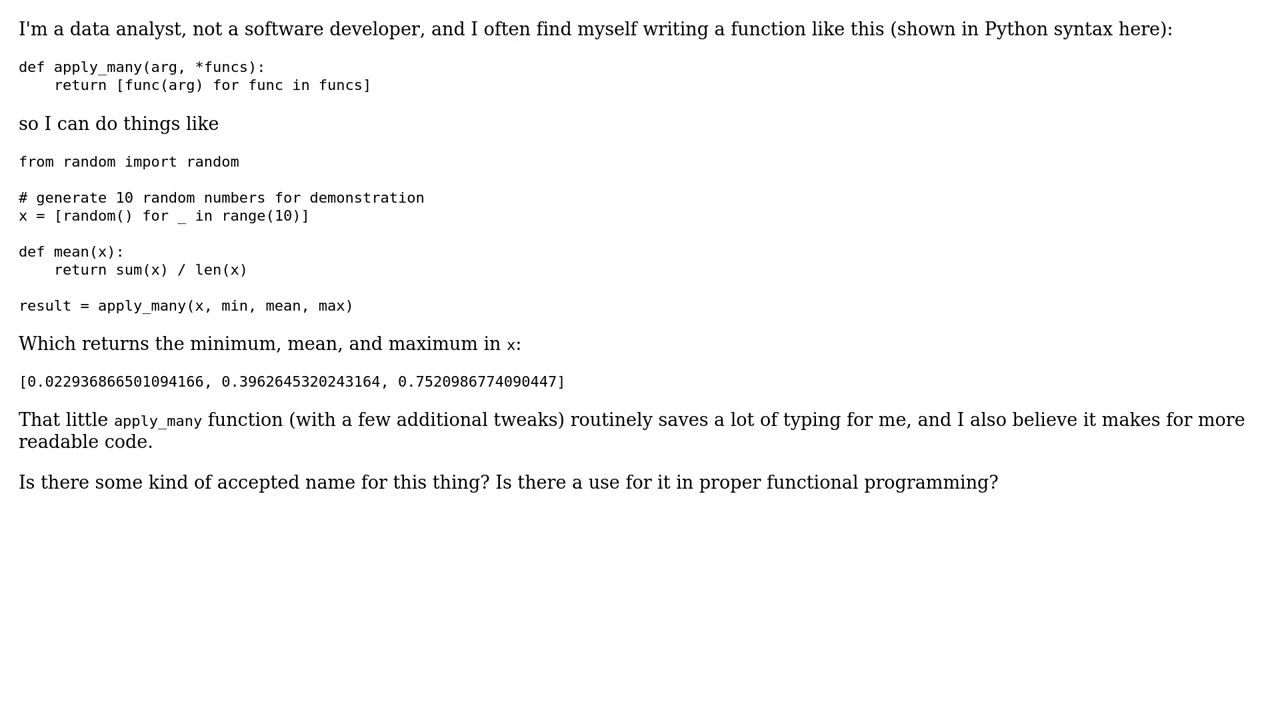 I'm a data analyst, not a software developer, and I often find myself writing a function like this (shown in Python syntax here):
def apply_many(arg, *funcs):
    return [func(arg) for func in funcs]
so I can do things like
from random import random
# generate 10 random numbers for demonstration
x = [random() for _ in range(10)]
def mean(x):
    return sum(x) / len(x)
result = apply_many(x, min, mean, max)
Which returns the minimum, mean, and maximum in x:
[0.022936866501094166, 0.3962645320243164, 0.7520986774090447]
That little apply_many function (with a few additional tweaks) routinely saves a lot of typing for me, and I also believe it makes for more
readable code.
Is there some kind of accepted name for this thing? Is there a use for it in proper functional programming?